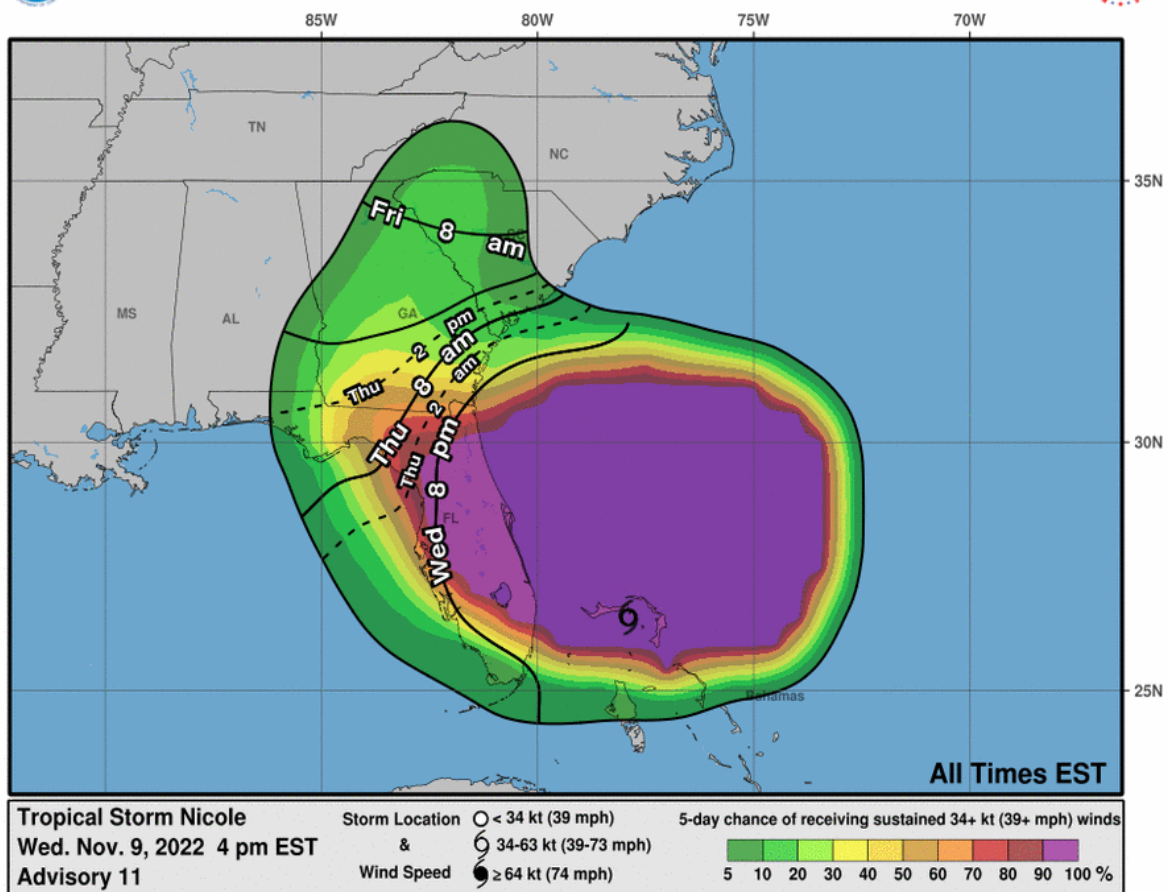 85W 80W 75W 70W
TN
NC
35N
Fri 8 am
SC
MS AL GA
Thu 2 pm
Thu 8 am
Thu 2 am
Wed 8 pm
30N
FL
25N
Bahamas
All Times EST
Tropical Storm Nicole
Wed. Nov. 9, 2022 4 pm EST
Advisory 11
Storm Location
&
Wind Speed
< 34 kt (39 mph)
34-63 kt (39-73 mph)
≥ 64 kt (74 mph)
5-day chance of receiving sustained 34+ kt (39+ mph) winds
5 10 20 30 40 50 60 70 80 90 100 %